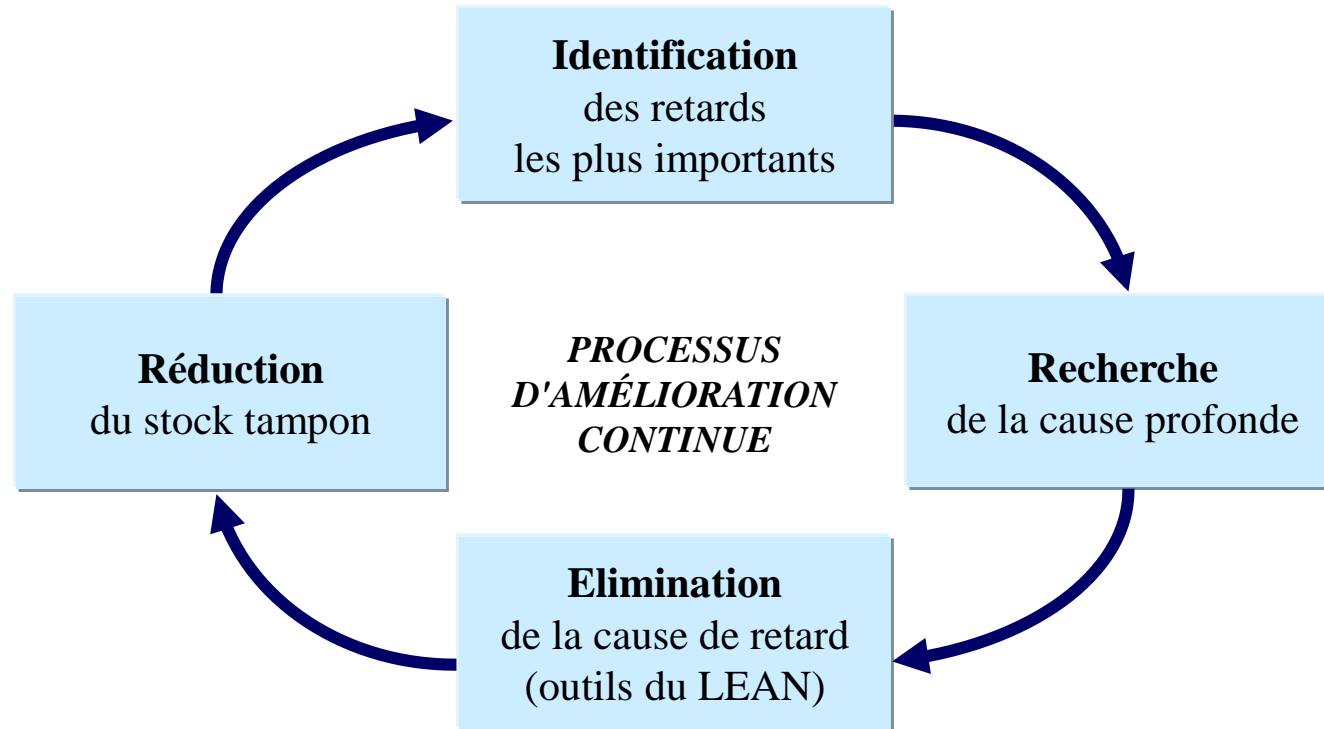 Identification
des retards
les plus importants
Réduction
du stock tampon
PROCESSUS
D'AMÉLIORATION
CONTINUE
Recherche
de la cause profonde
Elimination
de la cause de retard
(outils du LEAN)